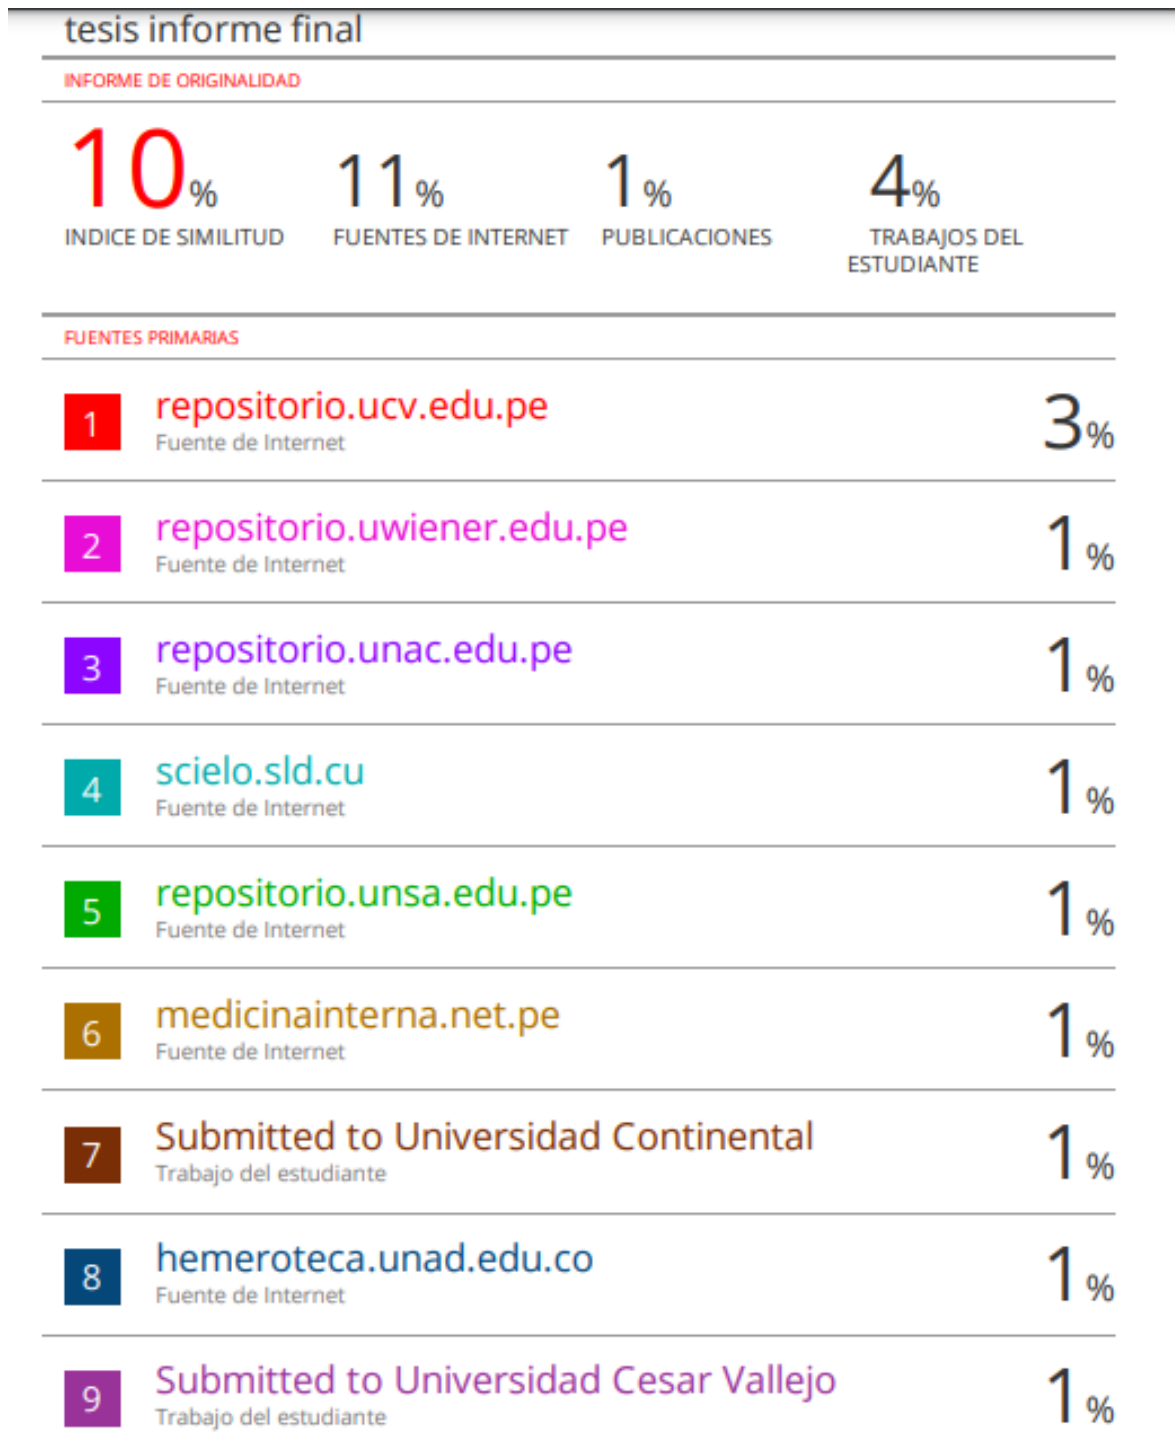 tesis informe final
INFORME DE ORIGINALIDAD
10%
11%
1%
4%
INDICE DE SIMILITUD
FUENTES DE INTERNET
PUBLICACIONES
TRABAJOS DEL
ESTUDIANTE
FUENTES PRIMARIAS
1
repositorio.ucv.edu.pe
Fuente de Internet
3%
2
repositorio.uwiener.edu.pe
Fuente de Internet
1%
3
repositorio.unac.edu.pe
Fuente de Internet
1%
4
scielo.sld.cu
Fuente de Internet
1%
5
repositorio.unsa.edu.pe
Fuente de Internet
1%
6
medicinainterna.net.pe
Fuente de Internet
1%
7
Submitted to Universidad Continental
Trabajo del estudiante
1%
8
hemeroteca.unad.edu.co
Fuente de Internet
1%
9
Submitted to Universidad Cesar Vallejo
Trabajo del estudiante
1%